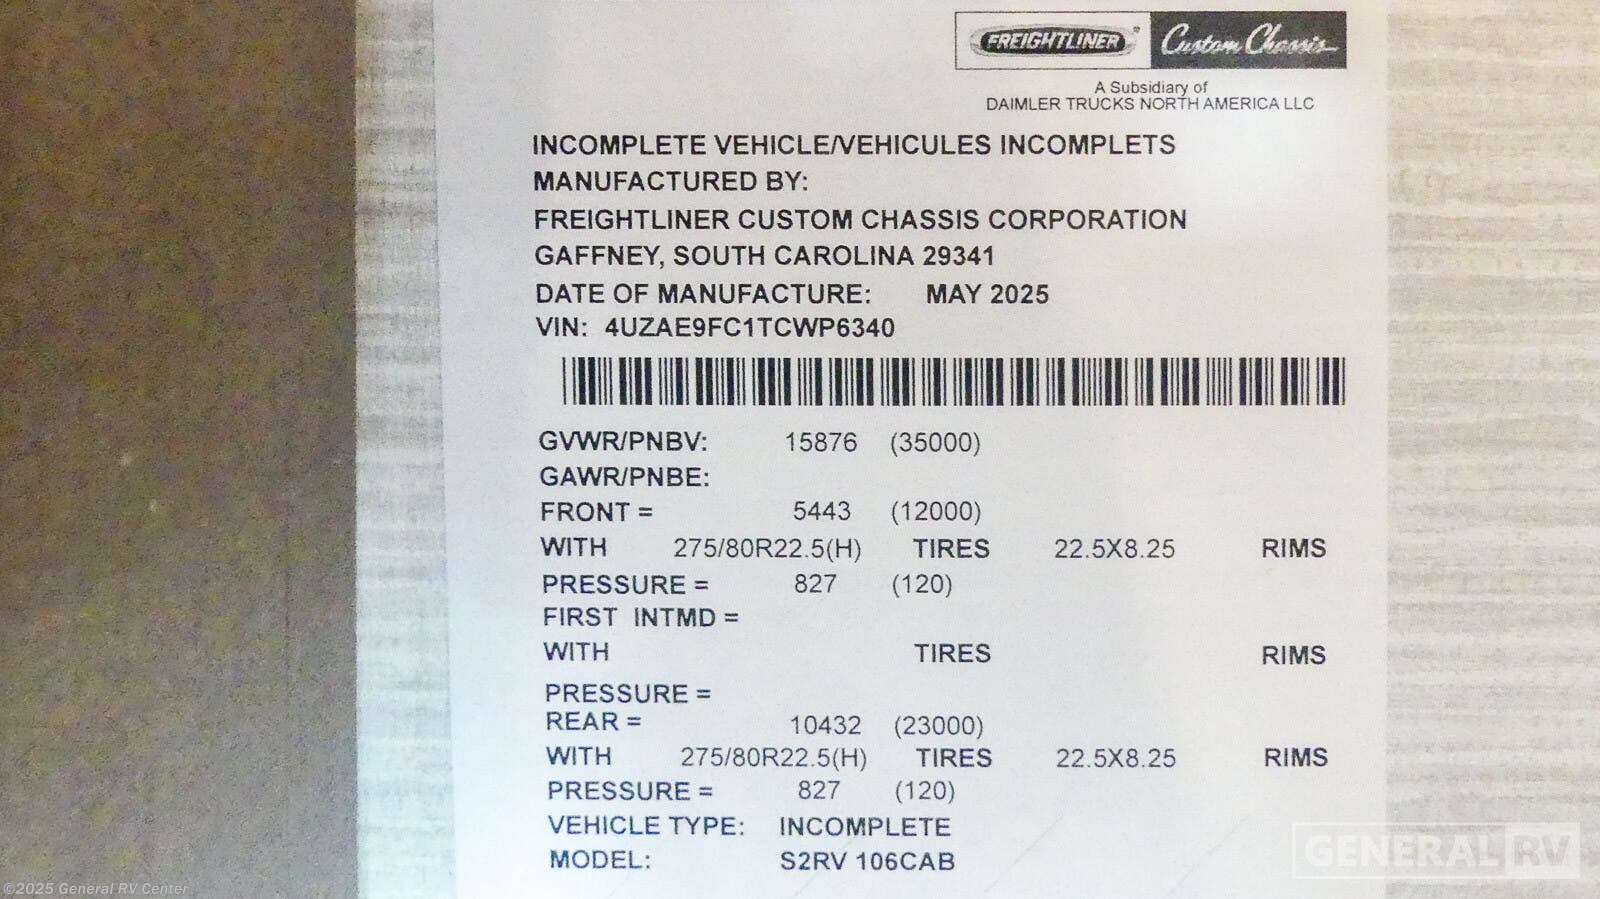 FREIGHTLINER® Custom Chassis
A Subsidiary of
DAIMLER TRUCKS NORTH AMERICA LLC
INCOMPLETE VEHICLE/VEHICULES INCOMPLETS
MANUFACTURED BY:
FREIGHTLINER CUSTOM CHASSIS CORPORATION
GAFFNEY, SOUTH CAROLINA 29341
DATE OF MANUFACTURE: MAY 2025
VIN: 4UZAE9FC1TCWP6340
GVWR/PNBV: 15876 (35000)
GAWR/PNBE:
FRONT = 5443 (12000)
WITH 275/80R22.5(H) TIRES 22.5X8.25 RIMS
PRESSURE = 827 (120)
FIRST INTMD =
WITH TIRES RIMS
PRESSURE =
REAR = 10432 (23000)
WITH 275/80R22.5(H) TIRES 22.5X8.25 RIMS
PRESSURE = 827 (120)
VEHICLE TYPE: INCOMPLETE
MODEL: S2RV 106CAB
GENERAL RV
©2025 General RV Center